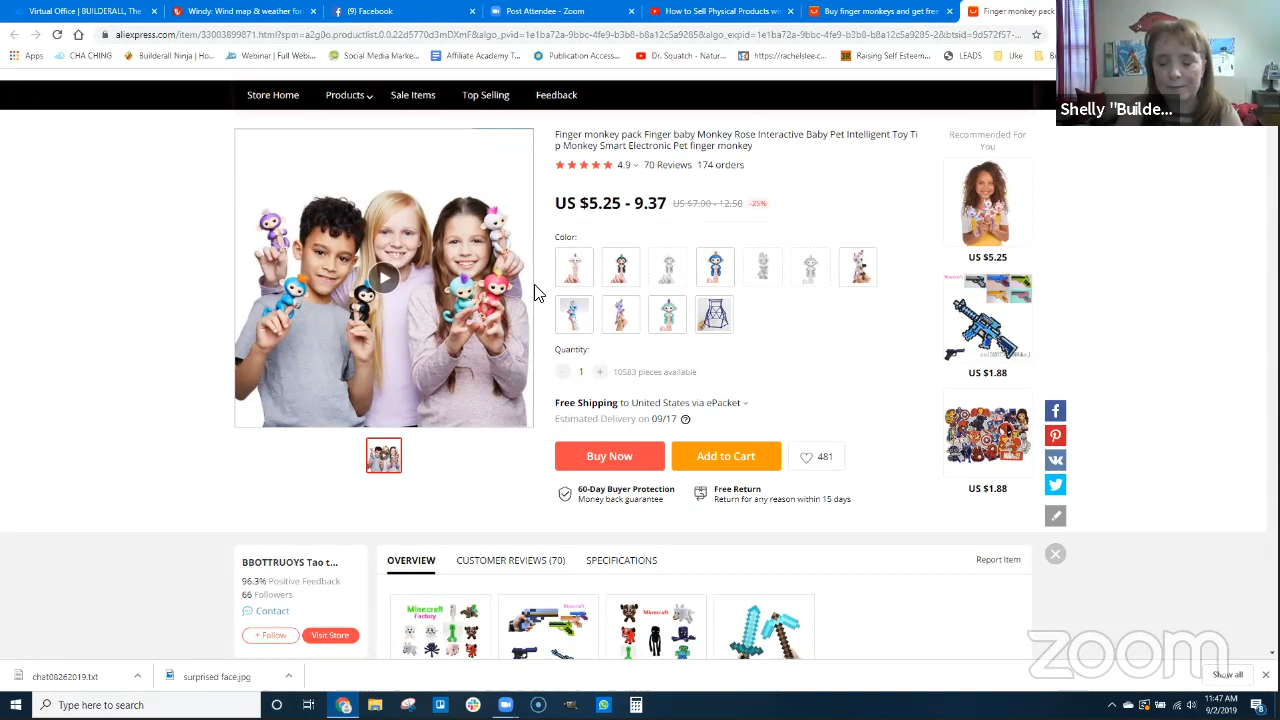 BUILDERALL, The
Windy: Wind map & weather fo
(9) Facebook
Post Attendee - Zoom
How to Sell Physical Products wi
Buy finger monkeys and get free
Finger monkey pack
Apps
CHA CHING
Builderall Ninja | Ho...
Webinar | Full Webi...
Social Media Marke...
Affiliate Academy T...
Publication Access...
Dr. Squatch - Natur...
https://rachelslee...
Raising Self Esteem...
LEADS
Uke
Shelly "Builde...
Store Home
Products
Sale Items
Top Selling
Feedback
Finger monkey pack Finger baby Monkey Rose Interactive Baby Pet Intelligent Toy Ti
p Monkey Smart Electronic Pet finger monkey
4.9
70 Reviews
174 orders
US $5.25 - 9.37
US $7.00 - 12.50
-25%
Color:
Quantity:
1
10583 pieces available
Free Shipping to United States via ePacket
Estimated Delivery on 09/17
Buy Now
Add to Cart
481
60-Day Buyer Protection
Money back guarantee
Free Return
Return for any reason within 15 days
Recommended For
You
US $5.25
US $1.88
US $1.88
BBOTTRUOYS Tao t...
96.3% Positive Feedback
66 Followers
Contact
+ Follow
Visit Store
OVERVIEW
CUSTOMER REVIEWS (70)
SPECIFICATIONS
Report Item
Minecraft
Factory
Minecraft
zoom
chat08262019.txt
surprised face.jpg
Show all
Type here to search
11:47 AM
9/2/2019